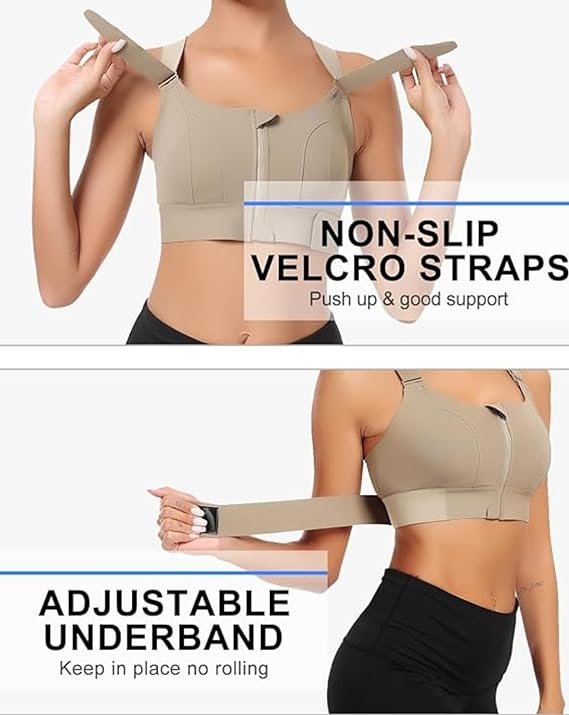 NON-SLIP
VELCRO STRAPS
Push up & good support
ADJUSTABLE
UNDERBAND
Keep in place no rolling